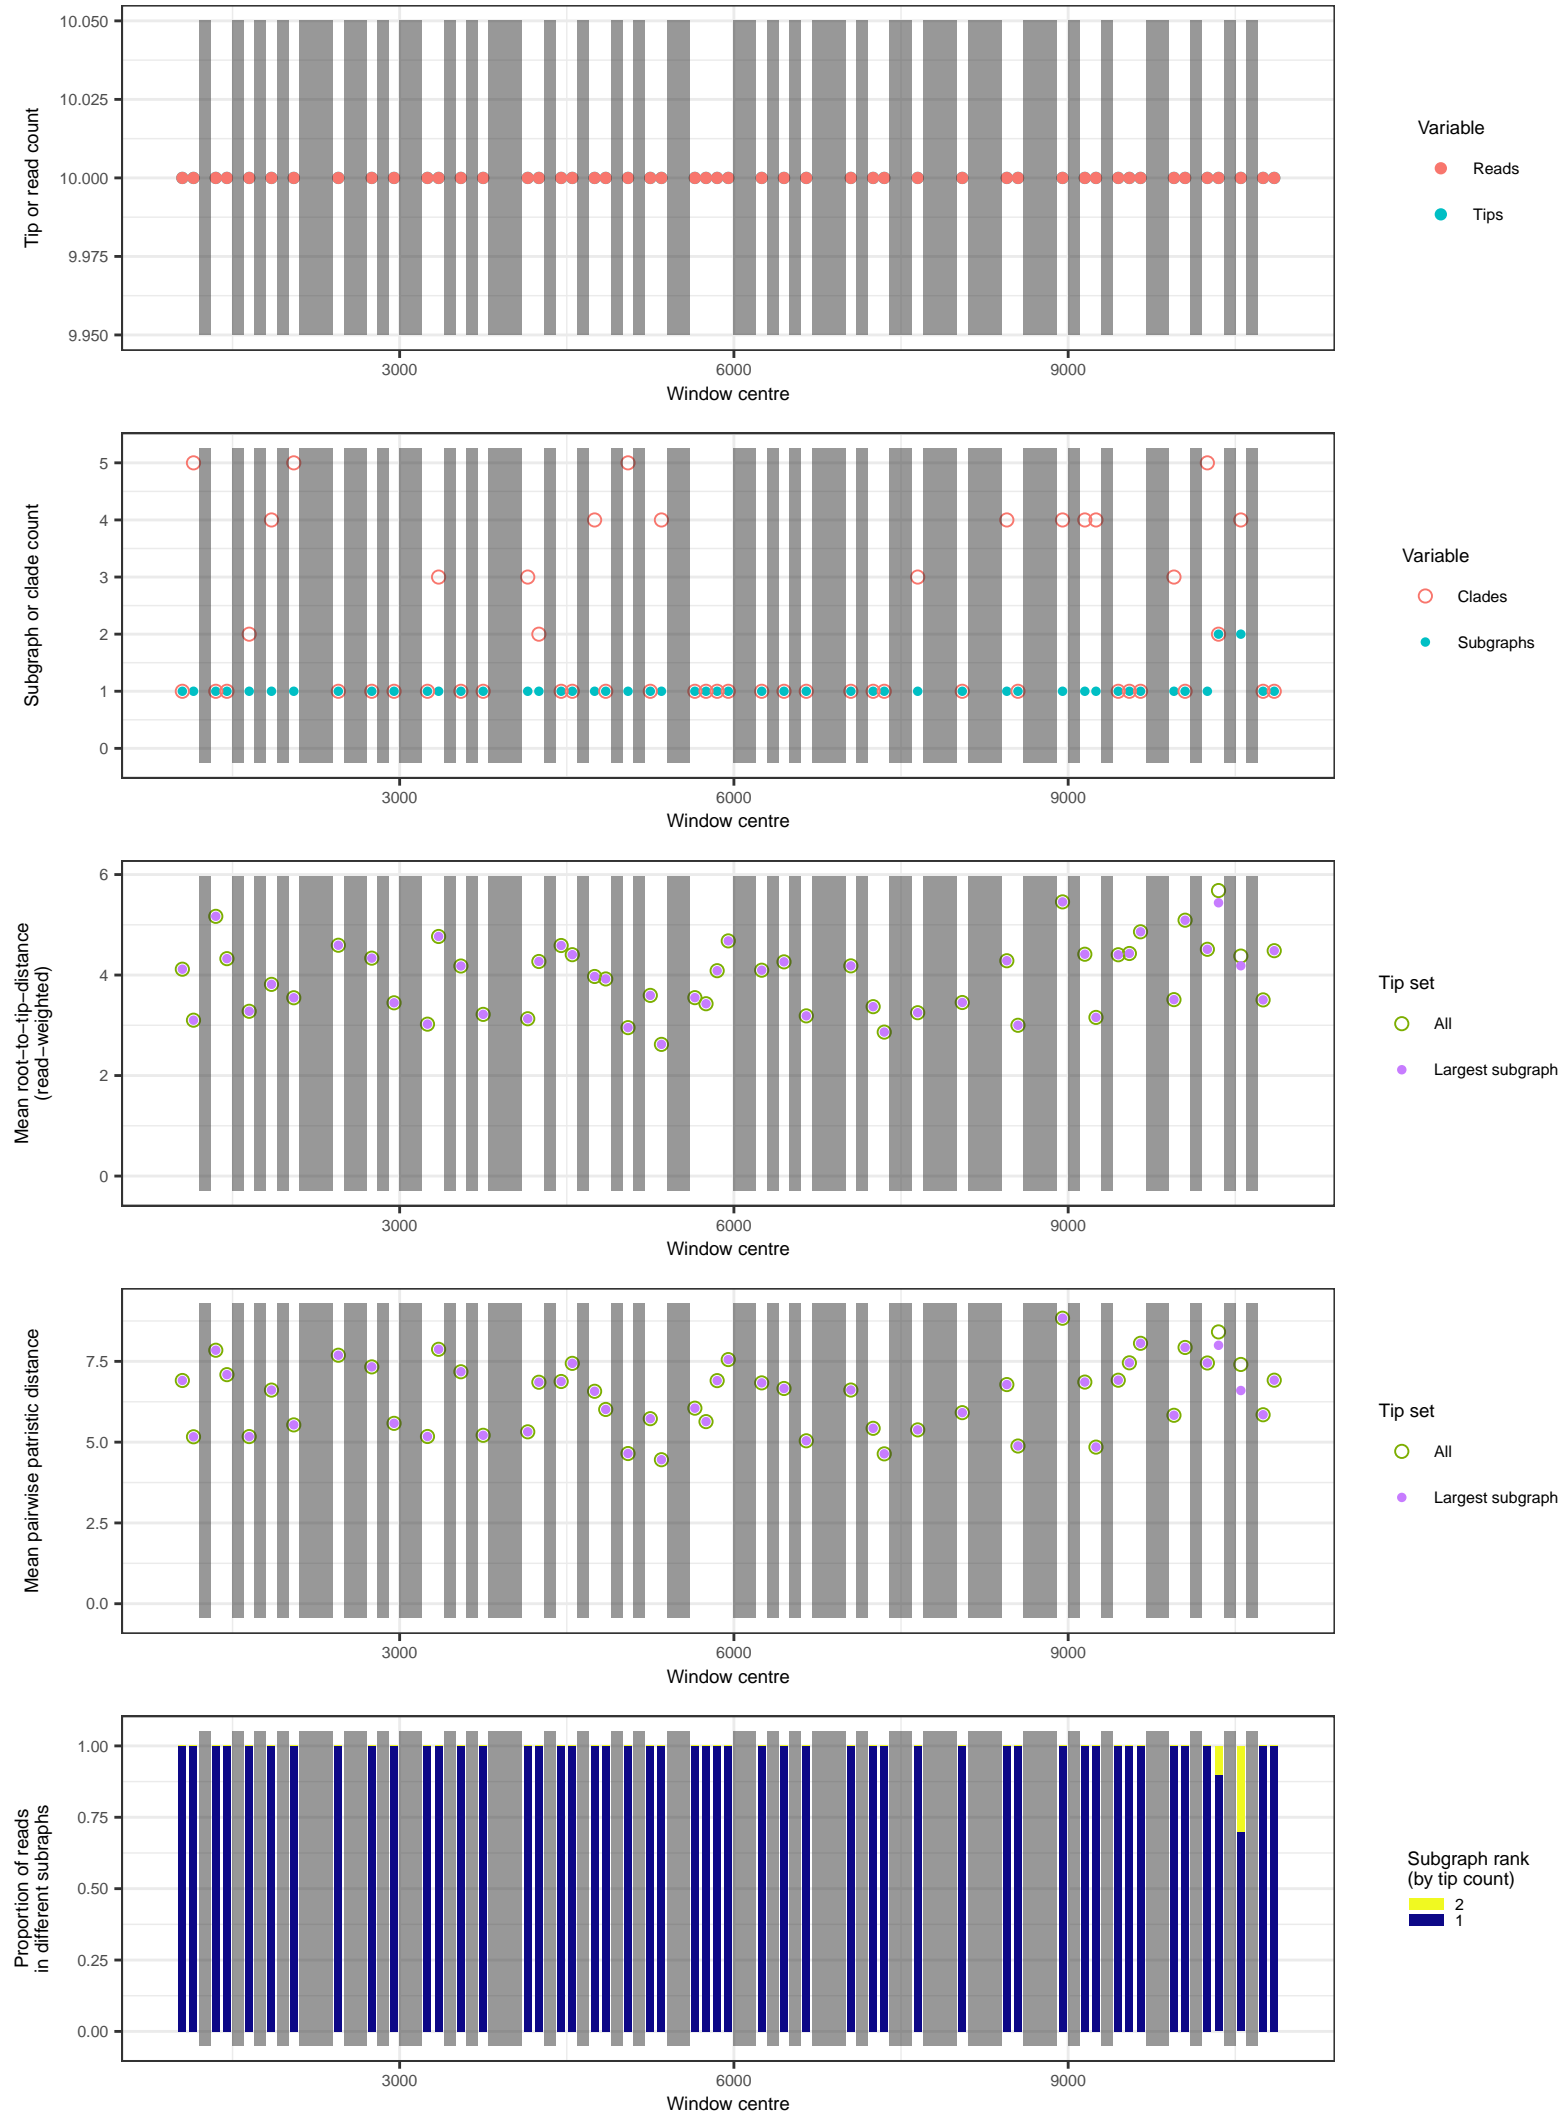 10.050
10.025
10.000
9.975
9.950
Tip or read count
3000
6000
9000
Window centre
Variable
Reads
Tips
5
4
3
2
1
0
Subgraph or clade count
3000
6000
9000
Window centre
Variable
Clades
Subgraphs
6
4
2
0
Mean root−to−tip−distance
(read−weighted)
3000
6000
9000
Window centre
Tip set
All
Largest subgraph
7.5
5.0
2.5
0.0
Mean pairwise patristic distance
3000
6000
9000
Window centre
Tip set
All
Largest subgraph
1.00
0.75
0.50
0.25
0.00
Proportion of reads
in different subraphs
3000
6000
9000
Window centre
Subgraph rank
(by tip count)
2
1